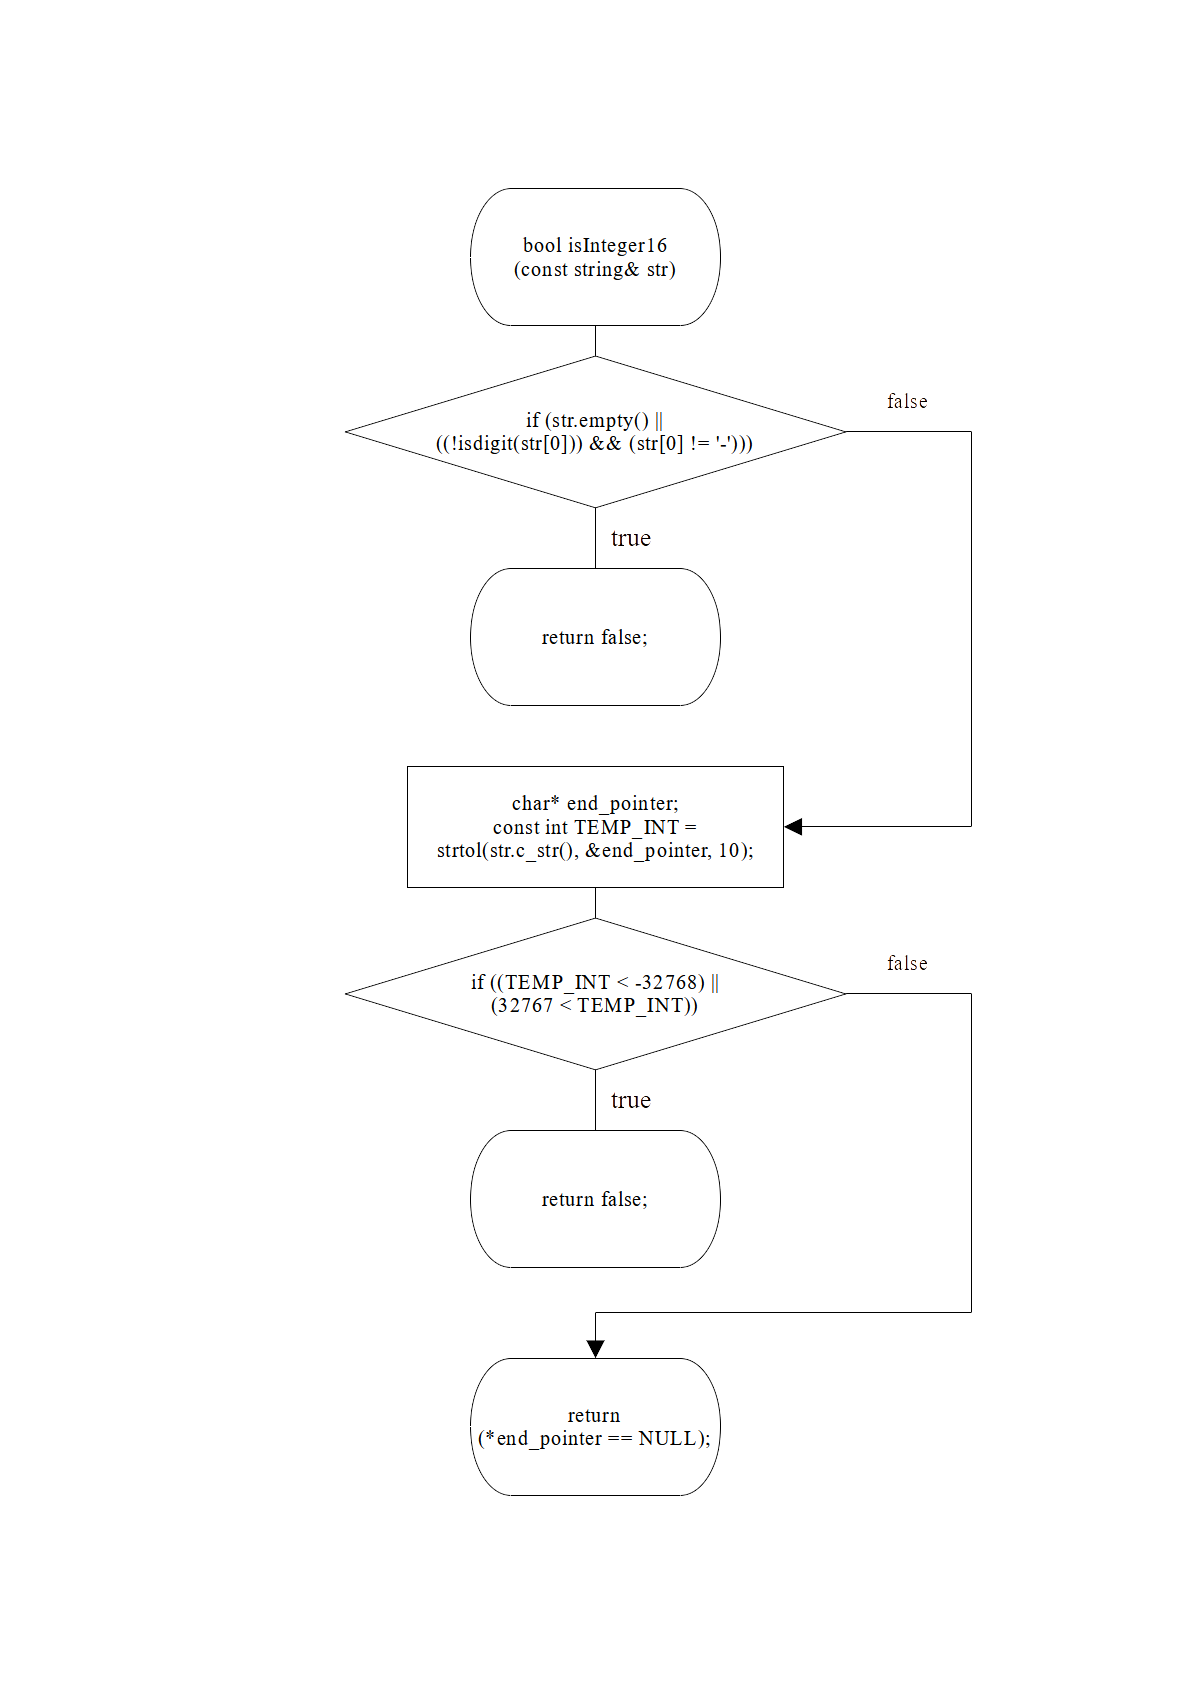 bool isInteger16
(const string& str)
if (str.empty() ||
((!isdigit(str[0])) && (str[0] != '-')))
false
true
return false;
char* end_pointer;
const int TEMP_INT =
strtol(str.c_str(), &end_pointer, 10);
if ((TEMP_INT < -32768) ||
(32767 < TEMP_INT))
false
true
return false;
return
(*end_pointer == NULL);